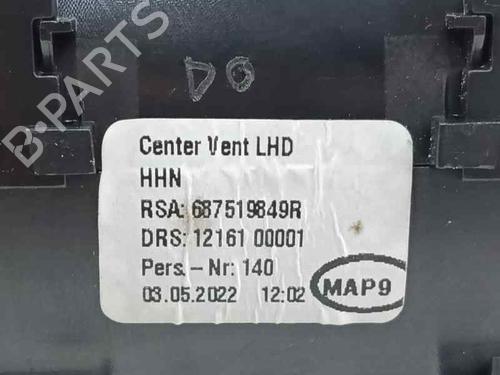 DO
Center Vent LHD
HHN
RSA: 687519849R
DRS: 12161 00001
Pers.-Nr: 140
03.05.2022 12:02
MAP9
B-PARTS